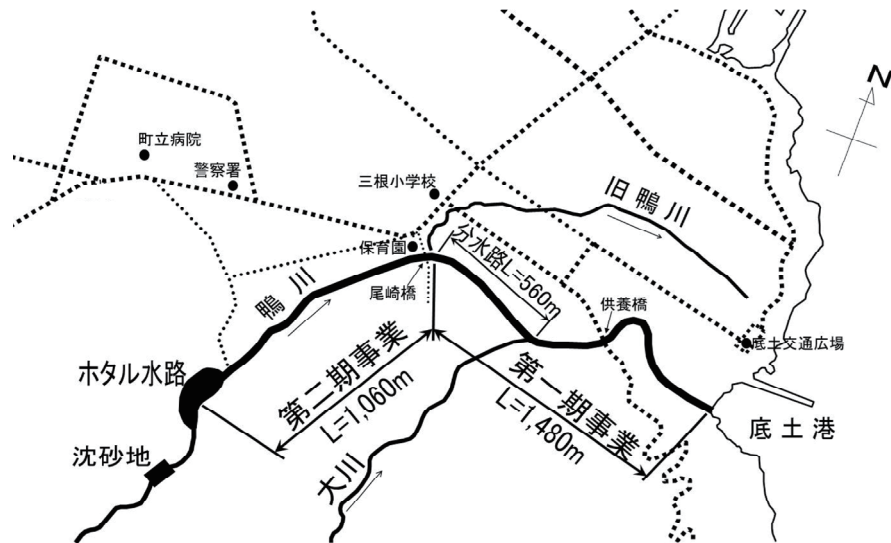 N
町立病院
警察署
三根小学校
旧鴨川
保育園
分水路L=560m
鴨川
尾崎橋
供養橋
底土交通広場
ホタル水路
第二期事業
L=1,060m
第一期事業
L=1,480m
底土港
沈砂地
大川